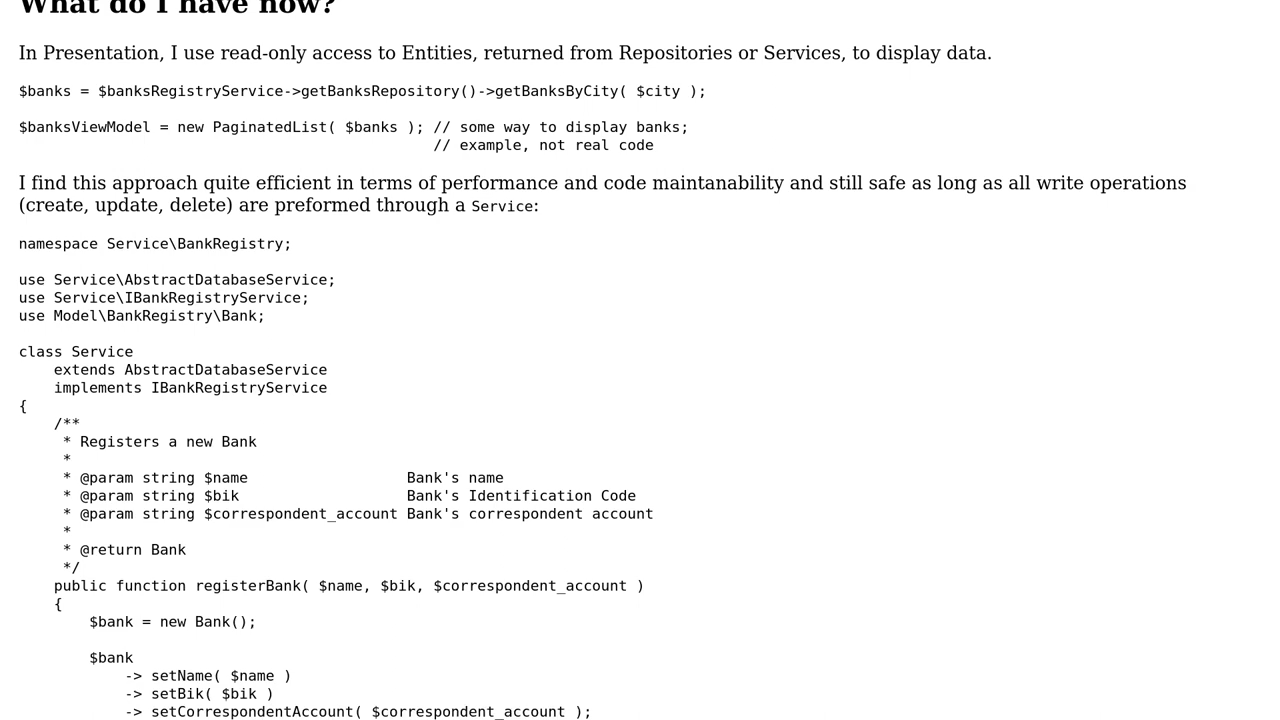 What do I have now?
In Presentation, I use read-only access to Entities, returned from Repositories or Services, to display data.
$banks = $banksRegistryService->getBanksRepository()->getBanksByCity( $city );
$banksViewModel = new PaginatedList( $banks ); // some way to display banks;
                                               // example, not real code
I find this approach quite efficient in terms of performance and code maintanability and still safe as long as all write operations
(create, update, delete) are preformed through a Service:
namespace Service\BankRegistry;
use Service\AbstractDatabaseService;
use Service\IBankRegistryService;
use Model\BankRegistry\Bank;
class Service
    extends AbstractDatabaseService
    implements IBankRegistryService
{
    /**
     * Registers a new Bank
     *
     * @param string $name                  Bank's name
     * @param string $bik                   Bank's Identification Code
     * @param string $correspondent_account Bank's correspondent account
     *
     * @return Bank
     */
    public function registerBank( $name, $bik, $correspondent_account )
    {
        $bank = new Bank();
        $bank
            -> setName( $name )
            -> setBik( $bik )
            -> setCorrespondentAccount( $correspondent_account );